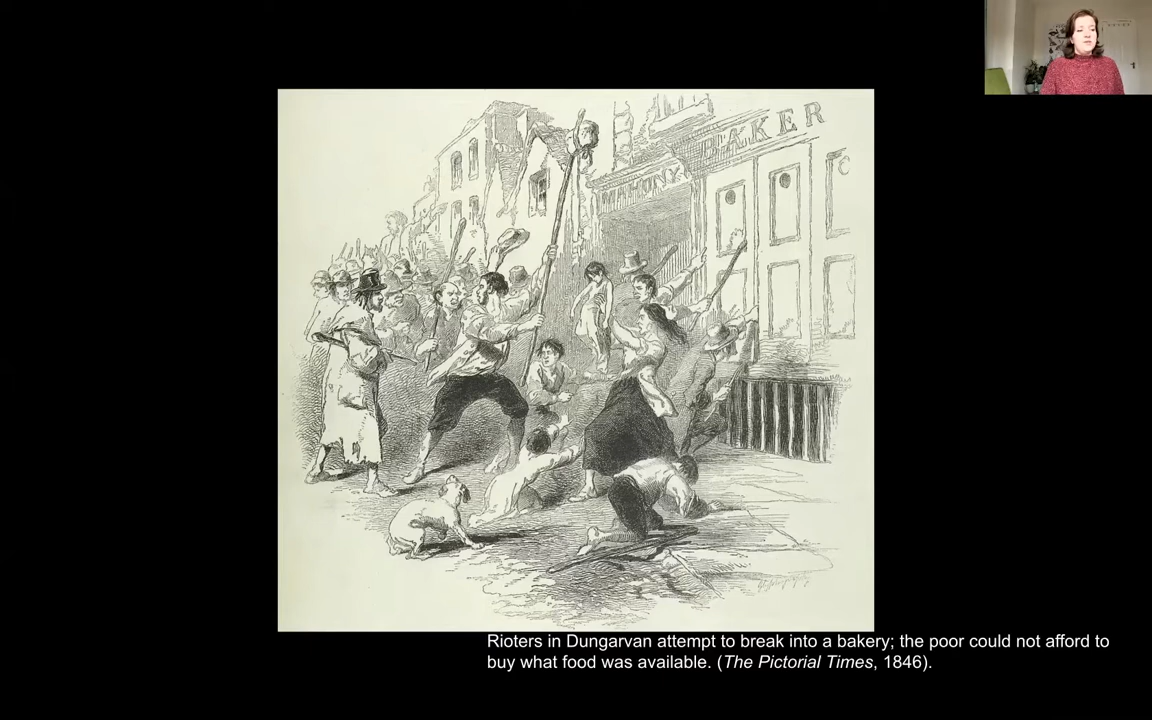 BAKER
MAHONY
Rioters in Dungarvan attempt to break into a bakery; the poor could not afford to
buy what food was available. (The Pictorial Times, 1846).